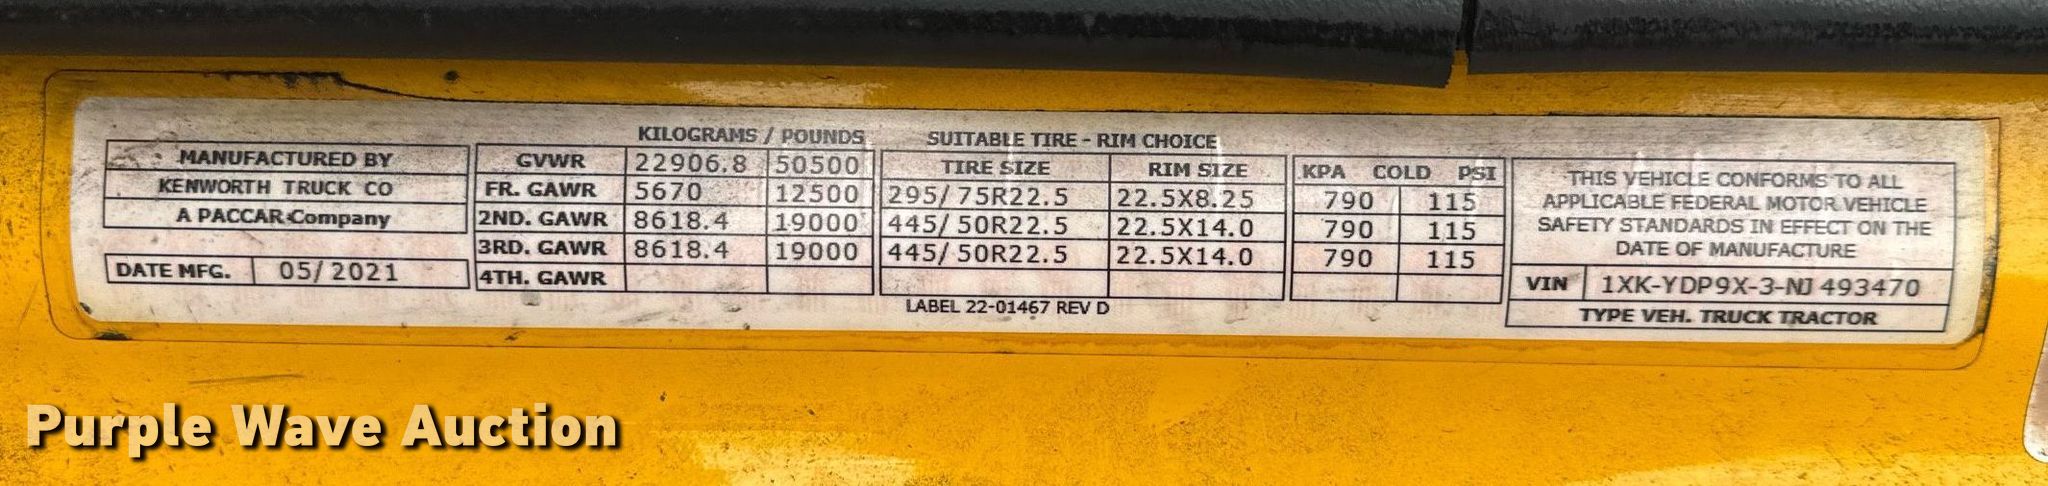 KILOGRAMS / POUNDS SUITABLE TIRE - RIM CHOICE
MANUFACTURED BY
KENWORTH TRUCK CO
A PACCAR Company
DATE MFG. 05/2021
GVWR 22906.8 50500 TIRE SIZE RIM SIZE KPA COLD PSI
FR. GAWR 5670 12500 295/75R22.5 22.5X8.25 790 115
2ND. GAWR 8618.4 19000 445/50R22.5 22.5X14.0 790 115
3RD. GAWR 8618.4 19000 445/50R22.5 22.5X14.0 790 115
4TH. GAWR
LABEL 22-01467 REV D
THIS VEHICLE CONFORMS TO ALL
APPLICABLE FEDERAL MOTOR VEHICLE
SAFETY STANDARDS IN EFFECT ON THE
DATE OF MANUFACTURE
VIN 1XK-YDP9X-3-NJ 493470
TYPE VEH. TRUCK TRACTOR
Purple Wave Auction